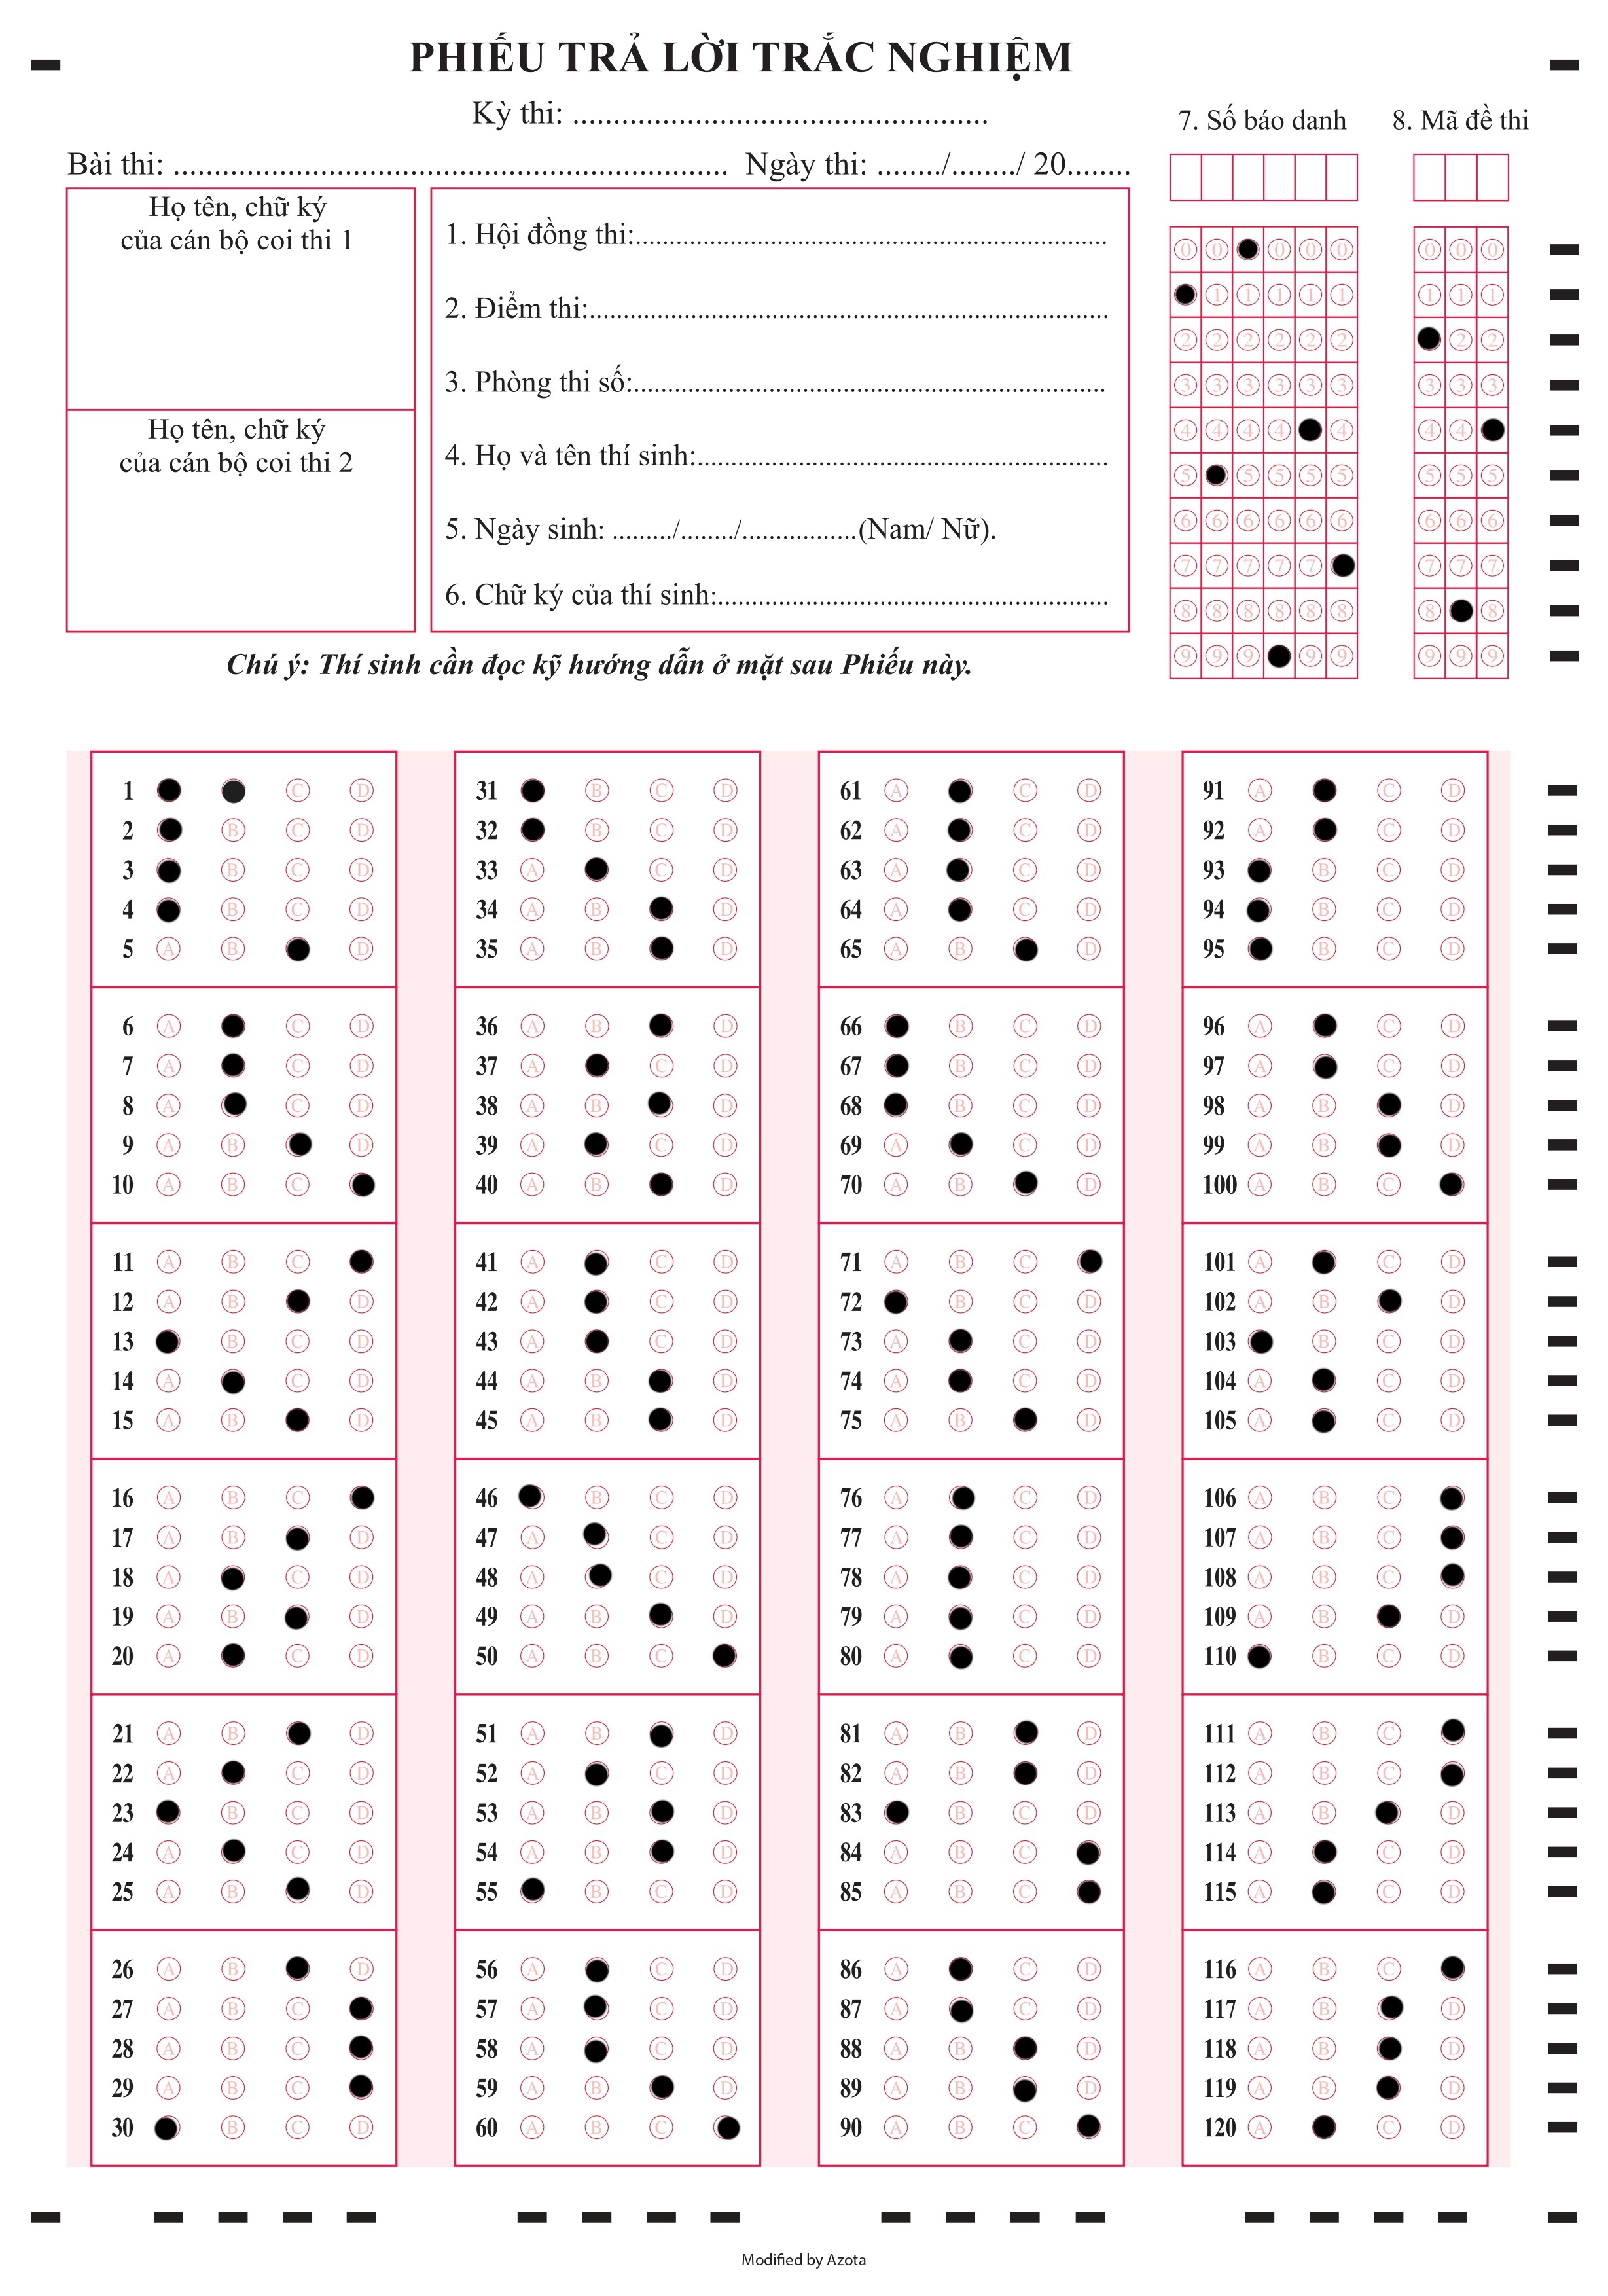 PHIẾU TRẢ LỜI TRẮC NGHIỆM
Kỳ thi: ...................................................
Bài thi: .................................................................... Ngày thi: ......../......../ 20........
7. Số báo danh
8. Mã đề thi
Họ tên, chữ ký
của cán bộ coi thi 1
Họ tên, chữ ký
của cán bộ coi thi 2
1. Hội đồng thi:......................................................................
2. Điểm thi:.............................................................................
3. Phòng thi số:......................................................................
4. Họ và tên thí sinh:.............................................................
5. Ngày sinh: ........./......../.................(Nam/ Nữ).
6. Chữ ký của thí sinh:..........................................................
Chú ý: Thí sinh cần đọc kỹ hướng dẫn ở mặt sau Phiếu này.
0 0 0 0 0 0 0 0
1 1 1 1 1 1 1 1
2 2 2 2 2 2 2
3 3 3 3 3 3 3 3 3
4 4 4 4 4 4 4
5 5 5 5 5 5 5 5
6 6 6 6 6 6 6 6 6
7 7 7 7 7 7 7 7
8 8 8 8 8 8 8 8
9 9 9 9 9 9 9 9
1 C D
2 B C D
3 B C D
4 B C D
5 A B D
6 A C D
7 A C D
8 A C D
9 A B D
10 A B C
11 A B C
12 A B D
13 B C D
14 A C D
15 A B D
16 A B C
17 A B D
18 A C D
19 A B D
20 A C D
21 A B D
22 A C D
23 B C D
24 A C D
25 A B D
26 A B D
27 A B C
28 A B C
29 A B C
30 B C D
31 B C D
32 B C D
33 A C D
34 A B D
35 A B D
36 A B D
37 A C D
38 A B D
39 A C D
40 A B D
41 A C D
42 A C D
43 A C D
44 A B D
45 A B D
46 B C D
47 A C D
48 A C D
49 A B D
50 A B C
51 A B D
52 A C D
53 A B D
54 A B D
55 B C D
56 A C D
57 A C D
58 A C D
59 A B D
60 A B C
61 A C D
62 A C D
63 A C D
64 A C D
65 A B D
66 B C D
67 B C D
68 B C D
69 A C D
70 A B D
71 A B C
72 B C D
73 A C D
74 A C D
75 A B D
76 A C D
77 A C D
78 A C D
79 A C D
80 A C D
81 A B D
82 A B D
83 B C D
84 A B C
85 A B C
86 A C D
87 A C D
88 A B D
89 A B D
90 A B C
91 A C D
92 A C D
93 B C D
94 B C D
95 B C D
96 A C D
97 A C D
98 A B D
99 A B D
100 A B C
101 A C D
102 A B D
103 B C D
104 A C D
105 A C D
106 A B C
107 A B C
108 A B C
109 A B D
110 B C D
111 A B C
112 A B C
113 A B D
114 A C D
115 A C D
116 A B C
117 A B D
118 A B D
119 A B D
120 A C D
Modified by Azota